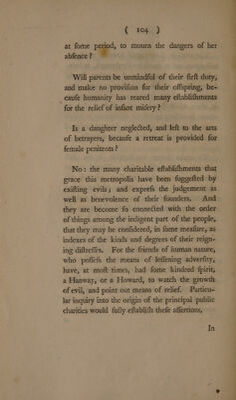 ( 104 )
at ſome period, to mourn the dangers of her
abſence ?
Will parents be unmindful of their firſt duty,
and make no proviſion for their offspring, be-
cauſe humanity has reared many eſtabliſhments
for the relief of infant miſery ?
Is a daughter neglected, and left to the arts
of betrayers, becauſe a retreat is provided for
female penitents ?
No : the many charitable eſtabliſhments that
grace this metropolis have been ſuggeſted by
exiſting evils ; and expreſs the judgement as
well as benevolence of their founders. And
they are become ſo connected with the order
of things among the indigent part of the people,
that they may be conſidered, in ſome meaſure, as
indexes of the kinds and degrees of their reign-
ing diſtreſſes. For the friends of human nature,
who poſſeſs the means of leſſening adverſity,
have, at moſt times, had ſome kindred ſpirit,
a Hanway, or a Howard, to watch the growth
of evil, and point out means of relief. Particu-
lar inquiry into the origin of the principal public
charities would fully eſtabliſh theſe aſſertions.
In